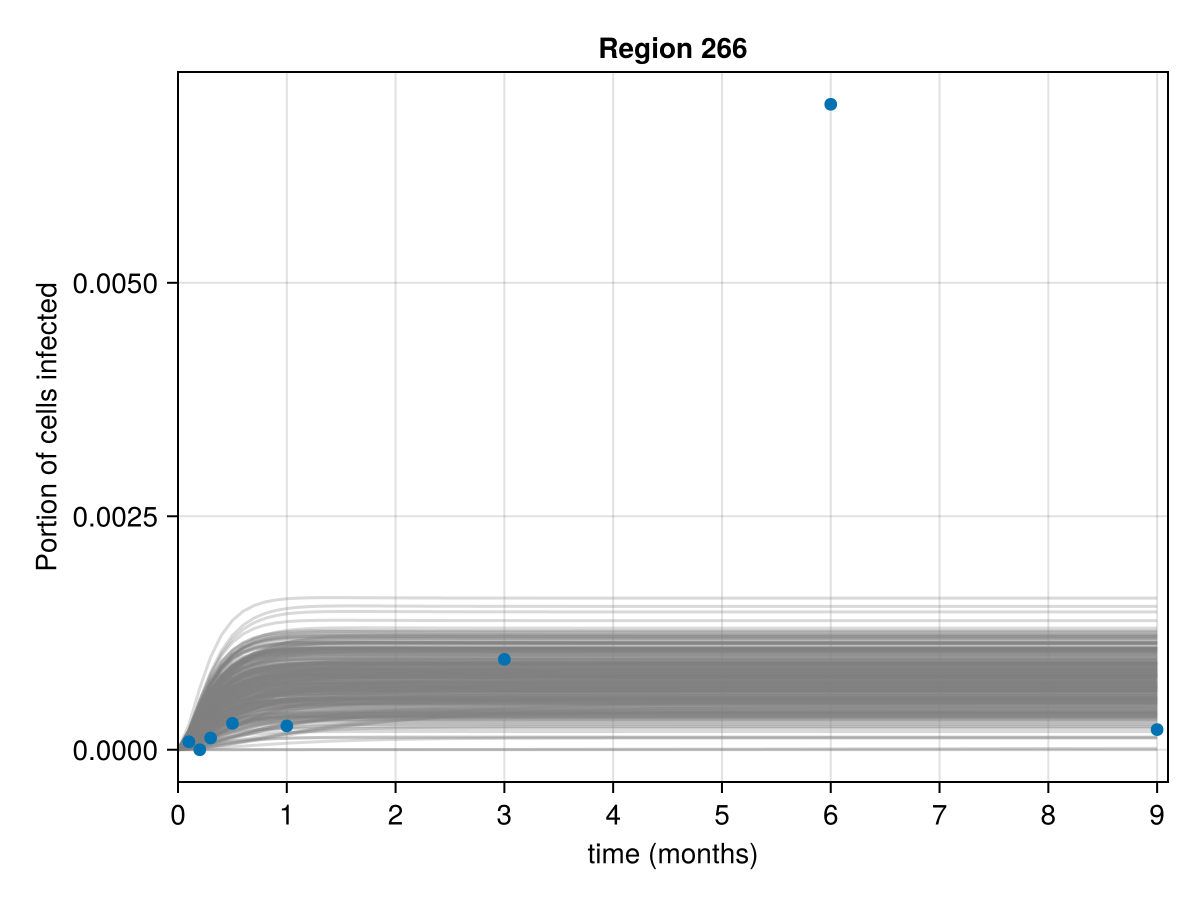 Region 266
Portion of cells infected
0.0050
0.0025
0.0000
0 1 2 3 4 5 6 7 8 9
time (months)